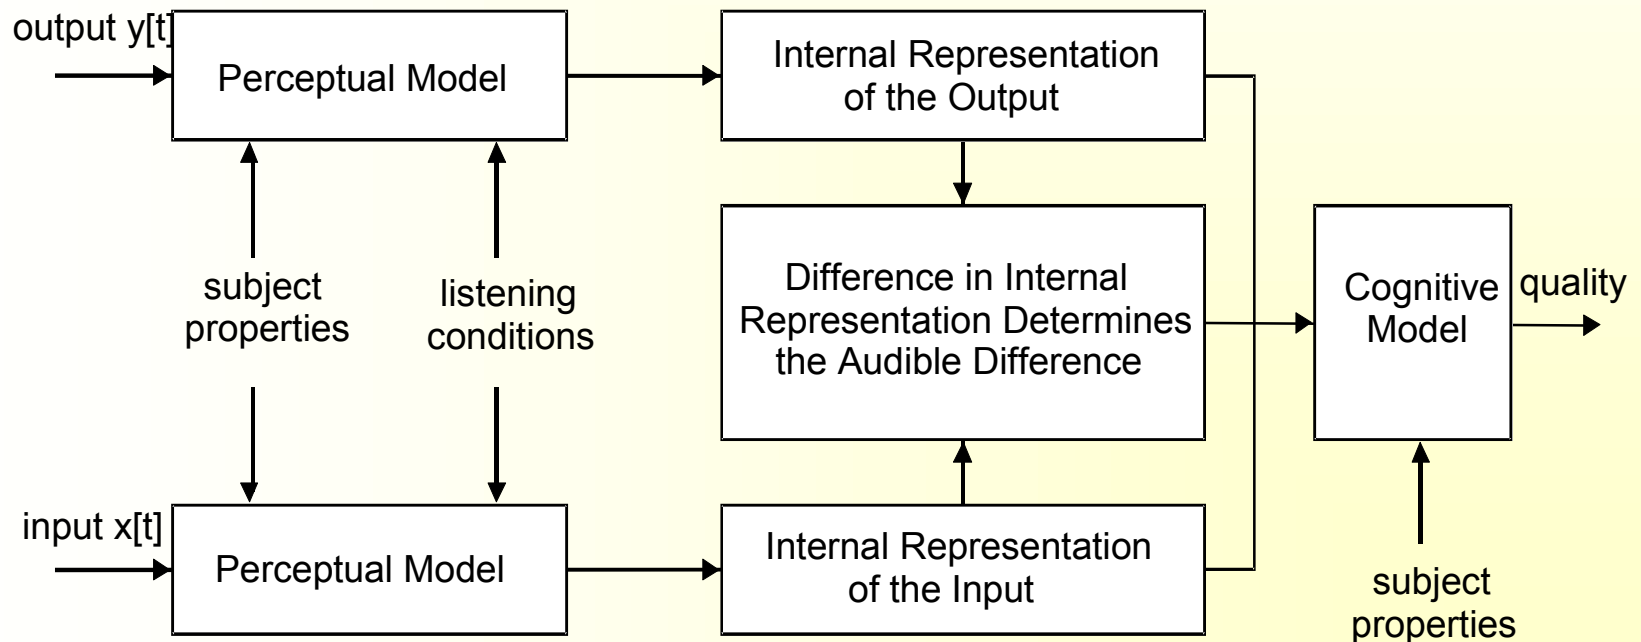 output y[t]
Perceptual Model
Internal Representation
of the Output
subject
properties
listening
conditions
Difference in Internal
Representation Determines
the Audible Difference
Cognitive
Model
quality
input x[t]
Perceptual Model
Internal Representation
of the Input
subject
properties